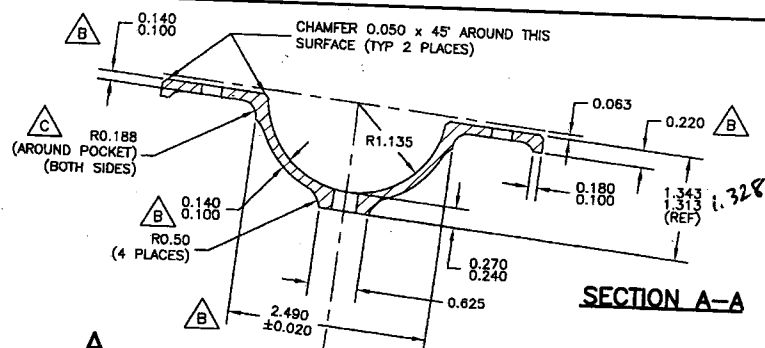 B
0.140
0.100
CHAMFER 0.050 x 45' AROUND THIS
SURFACE (TYP 2 PLACES)
C
R0.188
(AROUND POCKET)
(BOTH SIDES)
R1.135
0.063
0.220
B
0.140
0.100
B
0.180
0.100
1.343
1.313
(REF)
1.328
R0.50
(4 PLACES)
0.270
0.240
0.625
2.490
±0.020
B
SECTION A-A